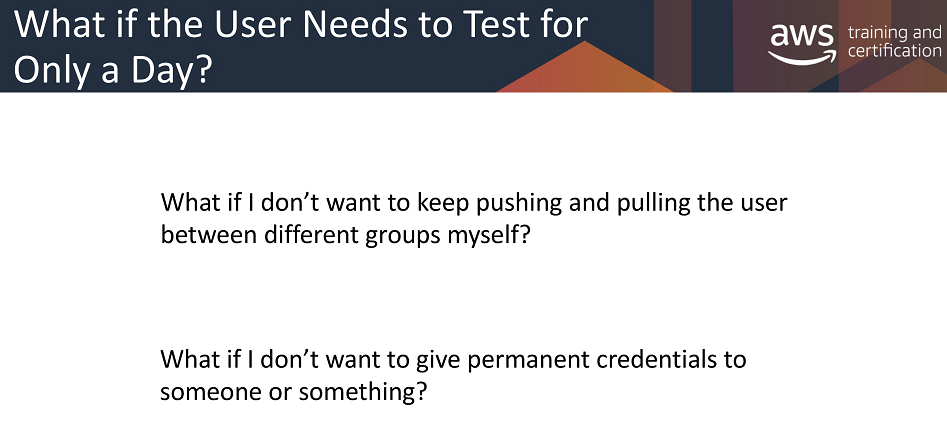 What if the User Needs to Test for
Only a Day?
aws
training and
certification
What if I don’t want to keep pushing and pulling the user
between different groups myself?
What if I don’t want to give permanent credentials to
someone or something?